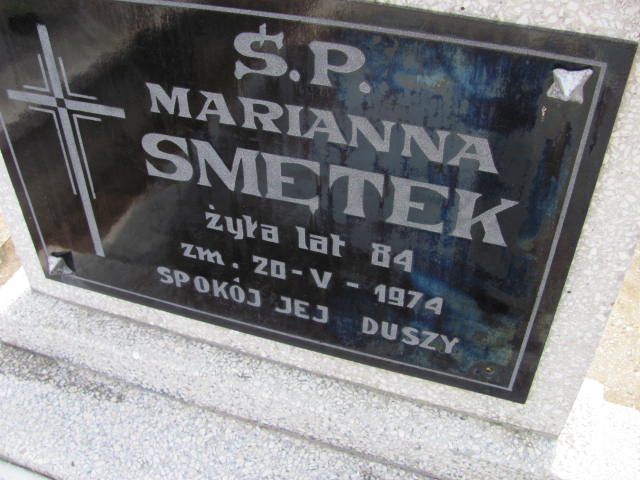 Ś.P.
MARIANNA
SMETEK
żyła lat 84
zm. 20-V-1974
SPOKÓJ JEJ DUSZY